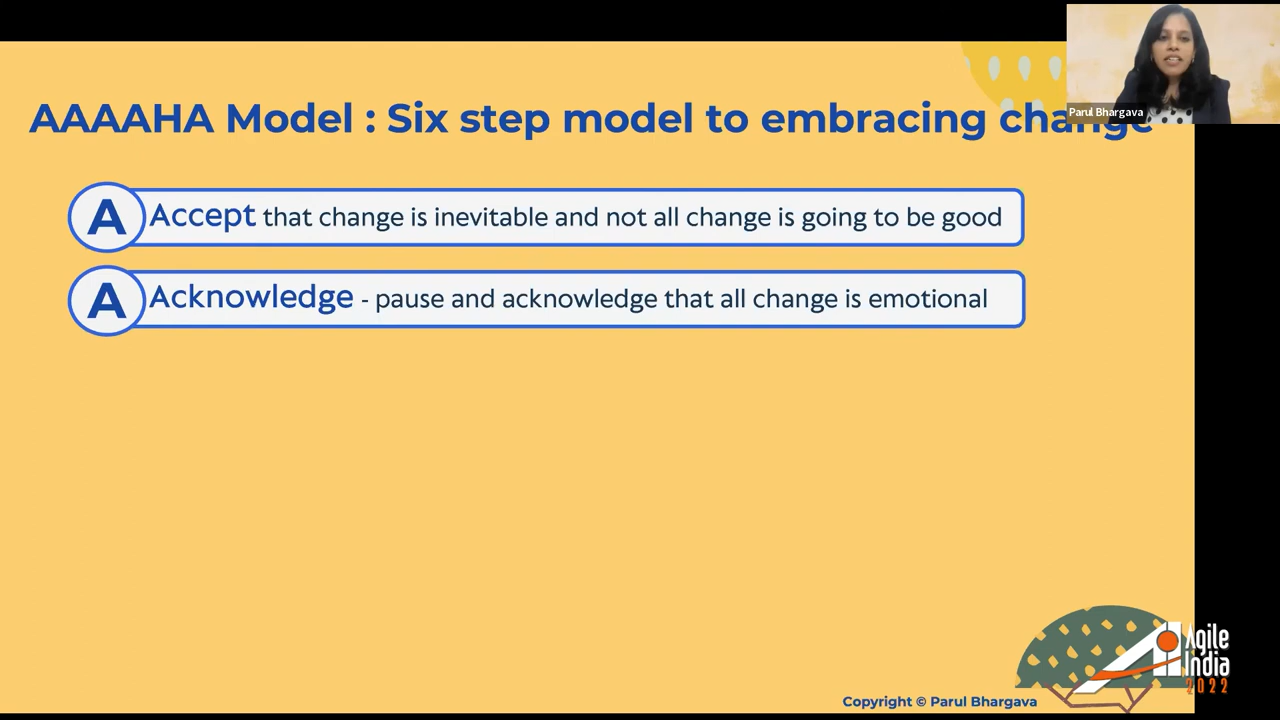 AAAAHA Model : Six step model to embracing change
Parul Bhargava
A Accept that change is inevitable and not all change is going to be good
A Acknowledge - pause and acknowledge that all change is emotional
Agile
India
2022
Copyright © Parul Bhargava